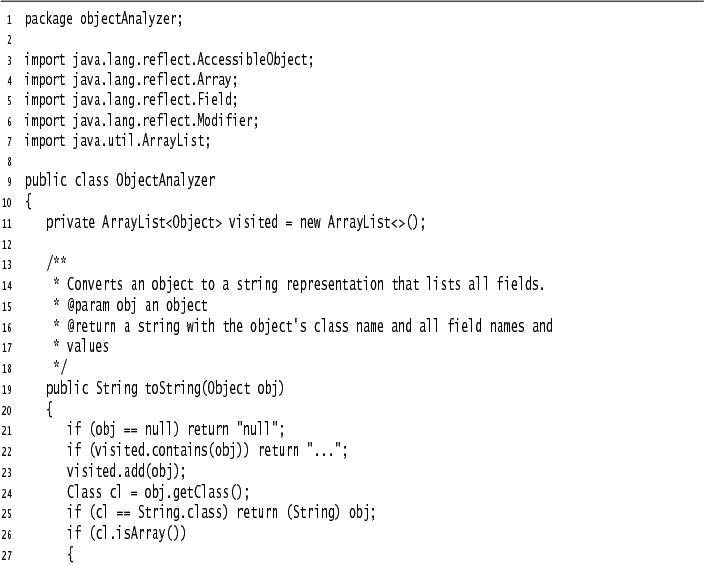 1 package objectAnalyzer;
2
3 import java.lang.reflect.AccessibleObject;
4 import java.lang.reflect.Array;
5 import java.lang.reflect.Field;
6 import java.lang.reflect.Modifier;
7 import java.util.ArrayList;
8
9 public class ObjectAnalyzer
10 {
11    private ArrayList<Object> visited = new ArrayList<>();
12
13    /**
14     * Converts an object to a string representation that lists all fields.
15     * @param obj an object
16     * @return a string with the object's class name and all field names and
17     * values
18     */
19    public String toString(Object obj)
20    {
21       if (obj == null) return "null";
22       if (visited.contains(obj)) return "...";
23       visited.add(obj);
24       Class cl = obj.getClass();
25       if (cl == String.class) return (String) obj;
26       if (cl.isArray())
27       {